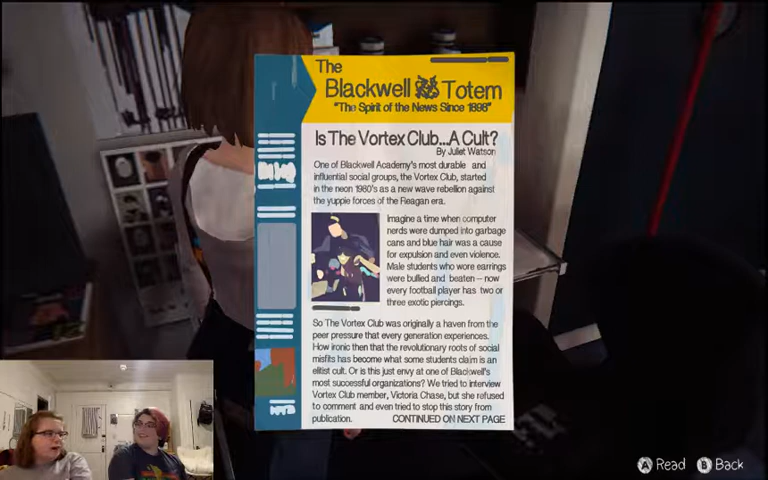 The
Blackwell Totem
"The Spirit of the News Since 1898"
Is The Vortex Club...A Cult?
By Juliet Watson
One of Blackwell Academy's most durable and
influential social groups, the Vortex Club, started
in the neon 1980's as a new wave rebellion against
the yuppie forces of the Reagan era.
Imagine a time when computer
nerds were dumped into garbage
cans and blue hair was a cause
for expulsion and even violence.
Male students who wore earrings
were bullied and beaten – now
every football player has two or
three exotic piercings.
So The Vortex Club was originally a haven from the
peer pressure that every generation experiences.
How ironic then that the revolutionary roots of social
misfits has become what some students claim is an
elitist cult. Or is this just envy at one of Blackwell's
most successful organizations? We tried to interview
Vortex Club member, Victoria Chase, but she refused
to comment and even tried to stop this story from
publication. CONTINUED ON NEXT PAGE
A Read B Back